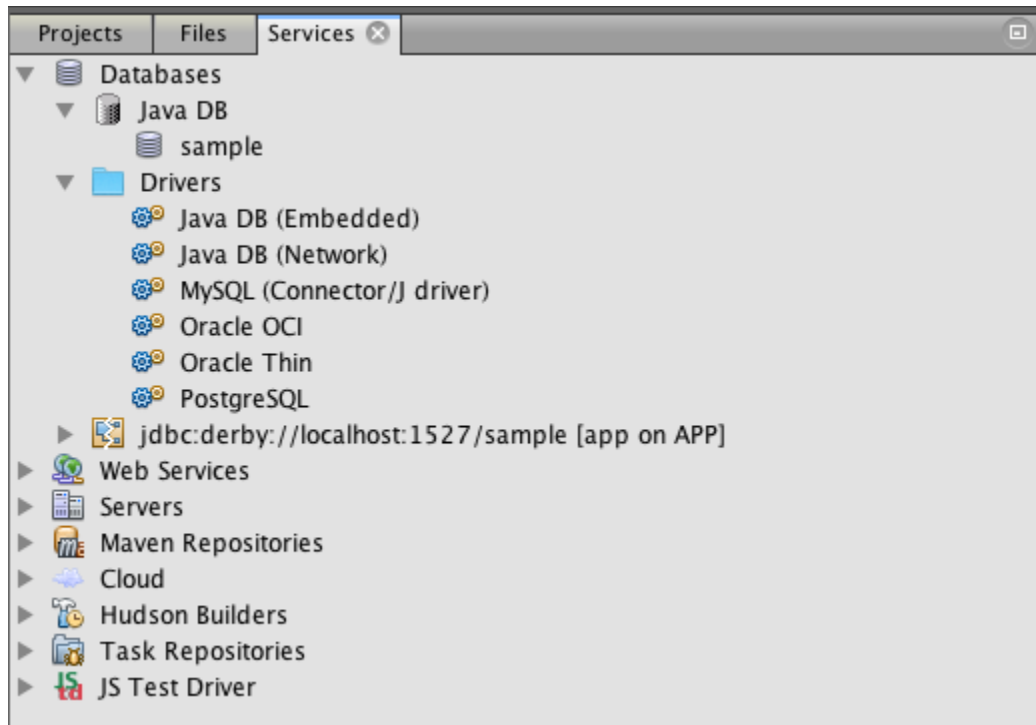 Projects Files Services
Databases
Java DB
sample
Drivers
Java DB (Embedded)
Java DB (Network)
MySQL (Connector/J driver)
Oracle OCI
Oracle Thin
PostgreSQL
jdbc:derby://localhost:1527/sample [app on APP]
Web Services
Servers
Maven Repositories
Cloud
Hudson Builders
Task Repositories
JS Test Driver